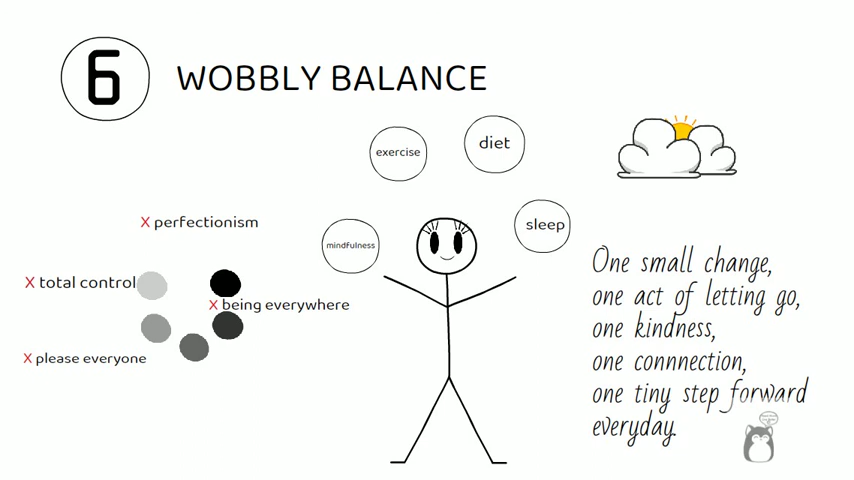 6
WOBBLY BALANCE
exercise
diet
mindfulness
sleep
X perfectionism
X total control
X being everywhere
X please everyone
One small change,
one act of letting go,
one kindness,
one connnection,
one tiny step forward
everyday.